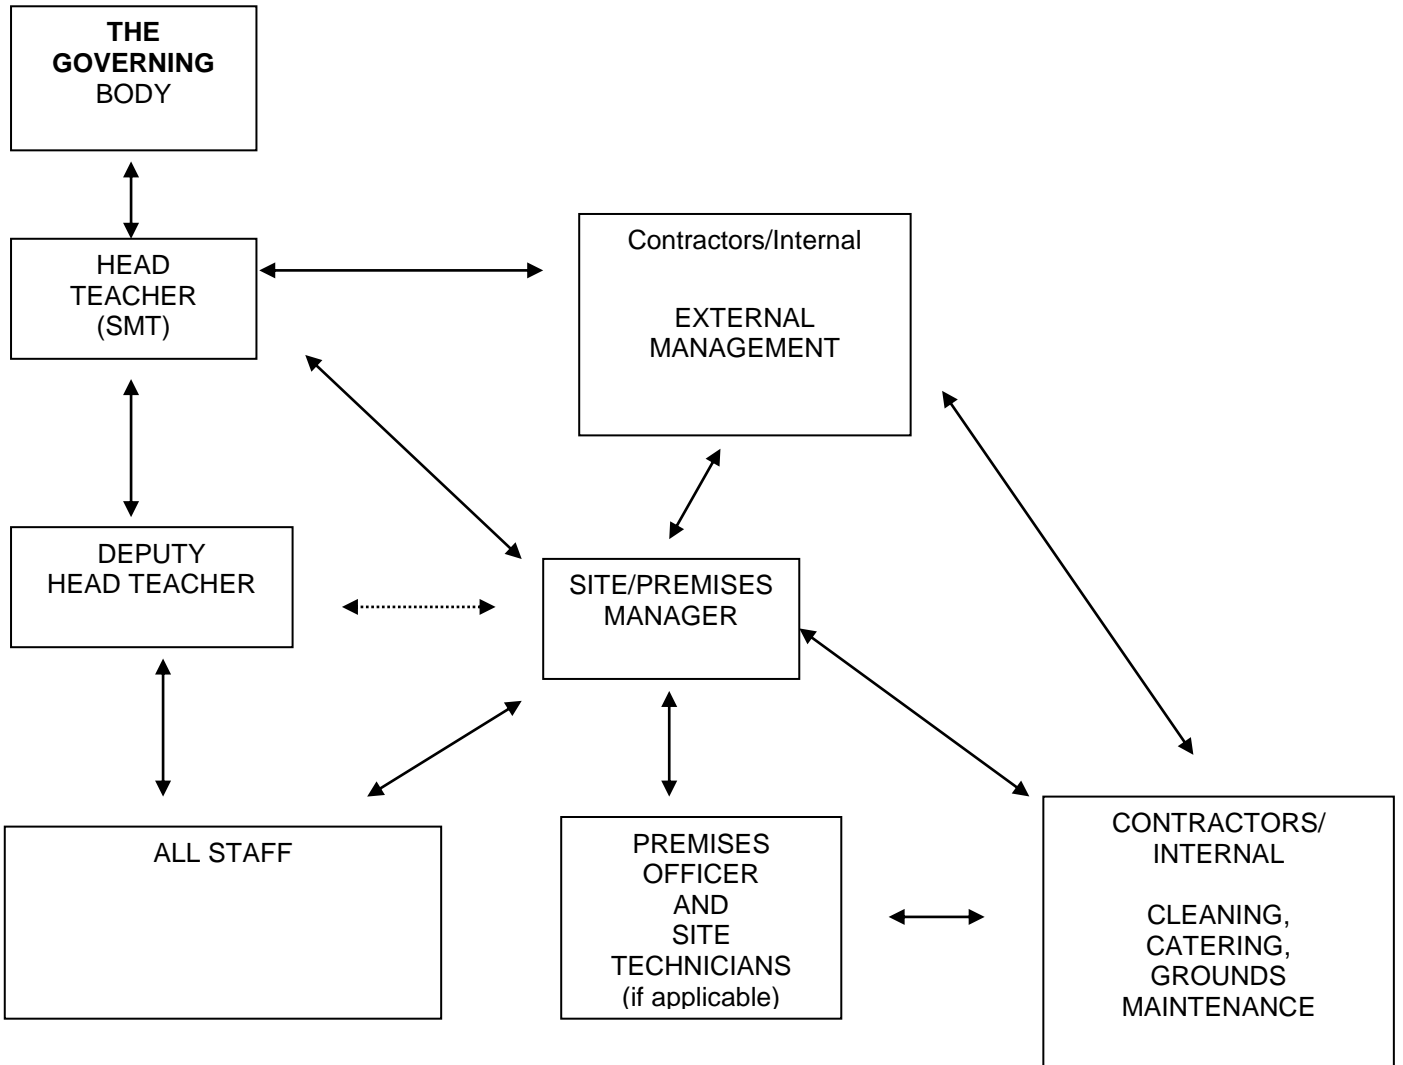 THE
GOVERNING
BODY
HEAD
TEACHER
(SMT)
Contractors/Internal
EXTERNAL
MANAGEMENT
DEPUTY
HEAD TEACHER
SITE/PREMISES
MANAGER
ALL STAFF
PREMISES
OFFICER
AND
SITE
TECHNICIANS
(if applicable)
CONTRACTORS/
INTERNAL
CLEANING,
CATERING,
GROUNDS
MAINTENANCE